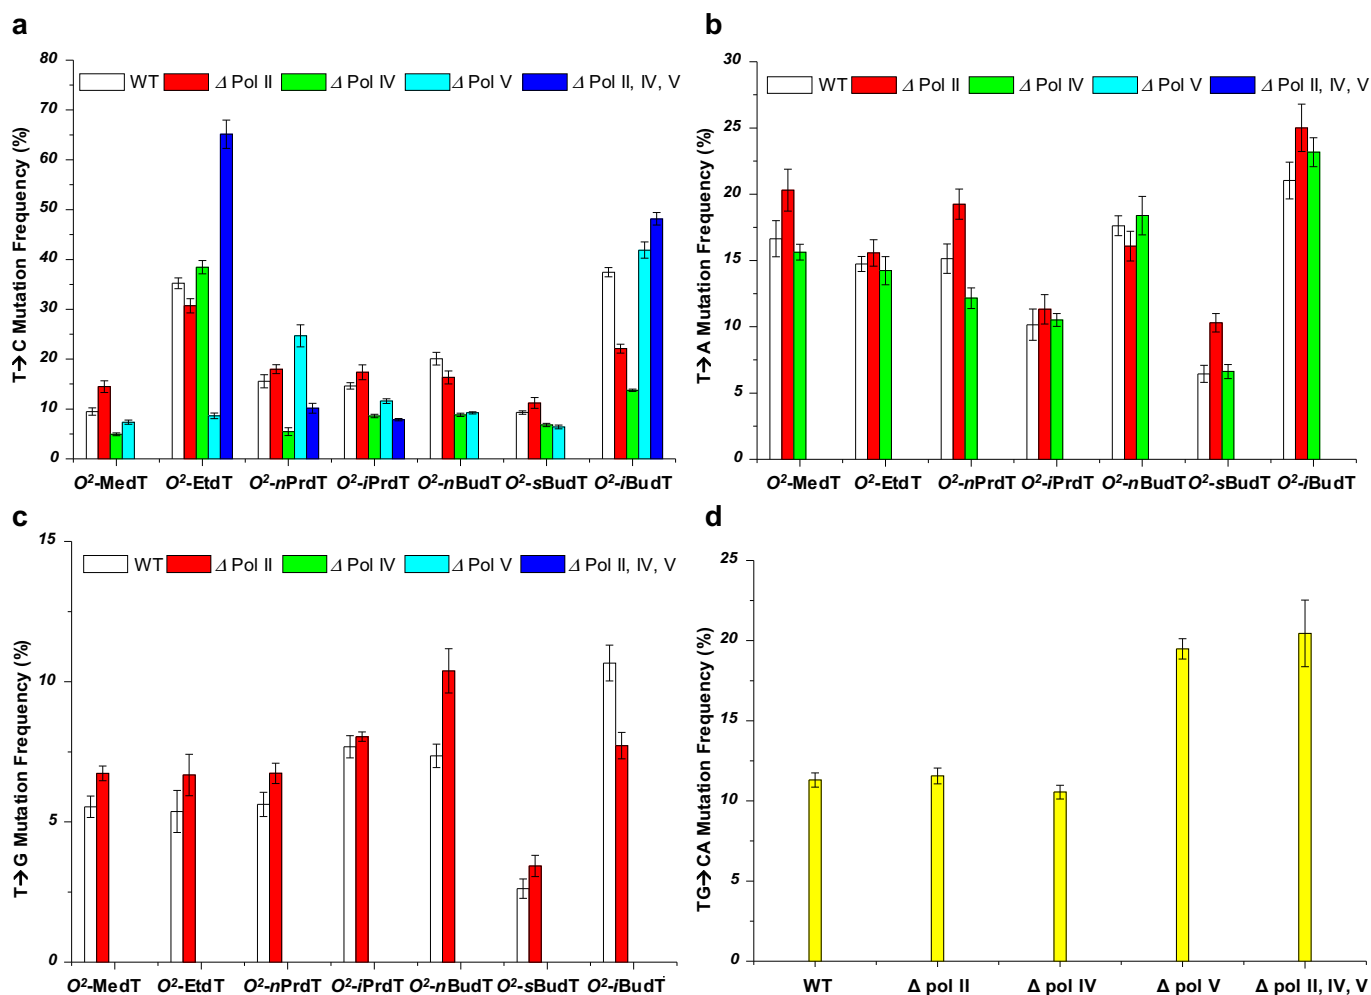 a
T→C Mutation Frequency (%)
80
70
60
50
40
30
20
10
0
WT Δ Pol II Δ Pol IV Δ Pol V Δ Pol II, IV, V
O²-MedT O²-EtdT O²-nPrdT O²-iPrdT O²-nBudT O²-sBudT O²-iBudT
b
T→A Mutation Frequency (%)
30
25
20
15
10
5
0
WT Δ Pol II Δ Pol IV Δ Pol V Δ Pol II, IV, V
O²-MedT O²-EtdT O²-nPrdT O²-iPrdT O²-nBudT O²-sBudT O²-iBudT
c
T→G Mutation Frequency (%)
15
10
5
0
WT Δ Pol II Δ Pol IV Δ Pol V Δ Pol II, IV, V
O²-MedT O²-EtdT O²-nPrdT O²-iPrdT O²-nBudT O²-sBudT O²-iBudT
d
TG→CA Mutation Frequency (%)
25
20
15
10
5
0
WT Δ pol II Δ pol IV Δ pol V Δ pol II, IV, V